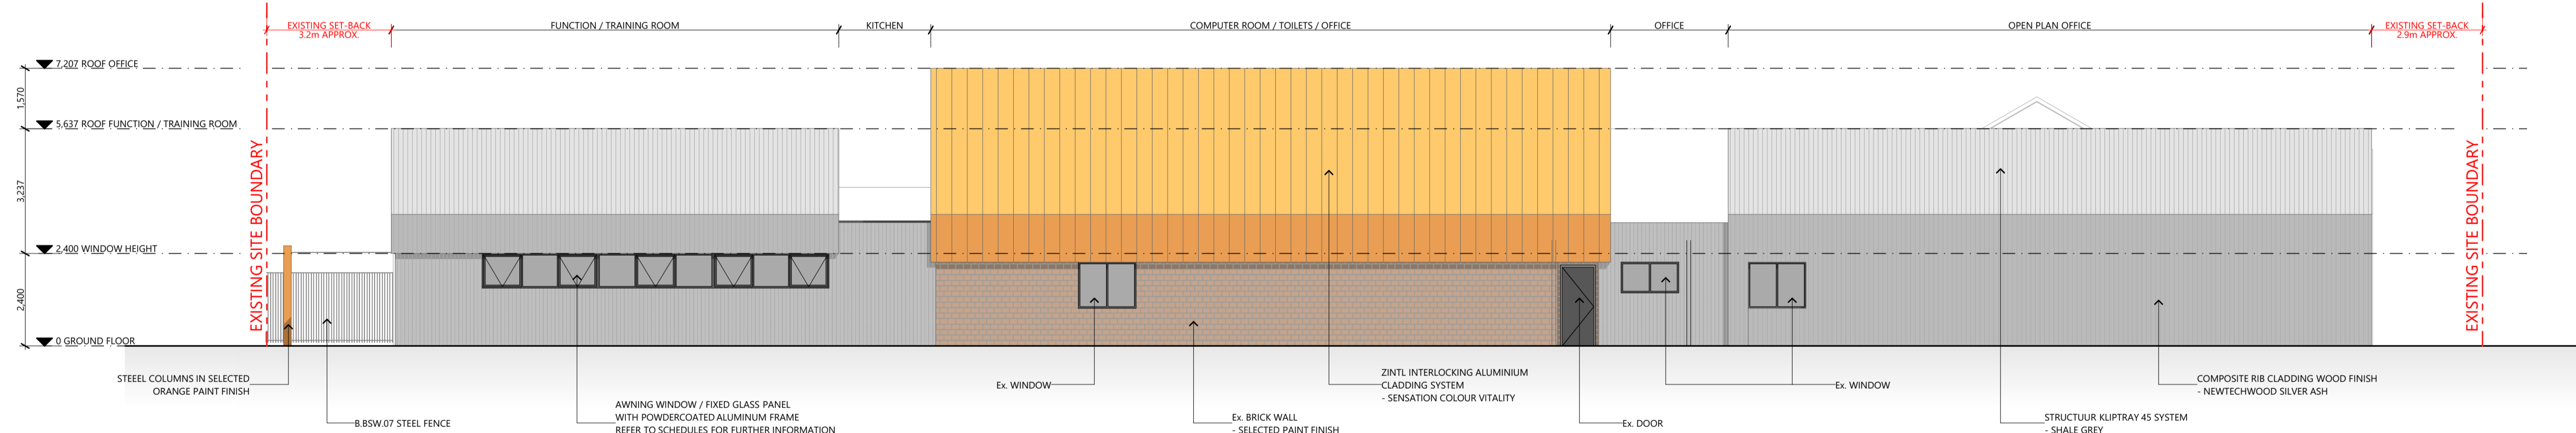 EXISTING SET-BACK
3.2m APPROX.
FUNCTION / TRAINING ROOM
KITCHEN
COMPUTER ROOM / TOILETS / OFFICE
OFFICE
OPEN PLAN OFFICE
EXISTING SET-BACK
2.9m APPROX.
7,207 ROOF OFFICE
1,570
5,637 ROOF FUNCTION / TRAINING ROOM
3,237
2,400 WINDOW HEIGHT
2,400
0 GROUND FLOOR
EXISTING SITE BOUNDARY
EXISTING SITE BOUNDARY
STEEEL COLUMNS IN SELECTED
ORANGE PAINT FINISH
B.BSW.07 STEEL FENCE
AWNING WINDOW / FIXED GLASS PANEL
WITH POWDERCOATED ALUMINUM FRAME
REFER TO SCHEDULES FOR FURTHER INFORMATION
Ex. WINDOW
Ex. BRICK WALL
- SELECTED PAINT FINISH
ZINTL INTERLOCKING ALUMINIUM
CLADDING SYSTEM
- SENSATION COLOUR VITALITY
Ex. DOOR
Ex. WINDOW
STRUCTUUR KLIPTRAY 45 SYSTEM
- SHALE GREY
COMPOSITE RIB CLADDING WOOD FINISH
- NEWTECHWOOD SILVER ASH